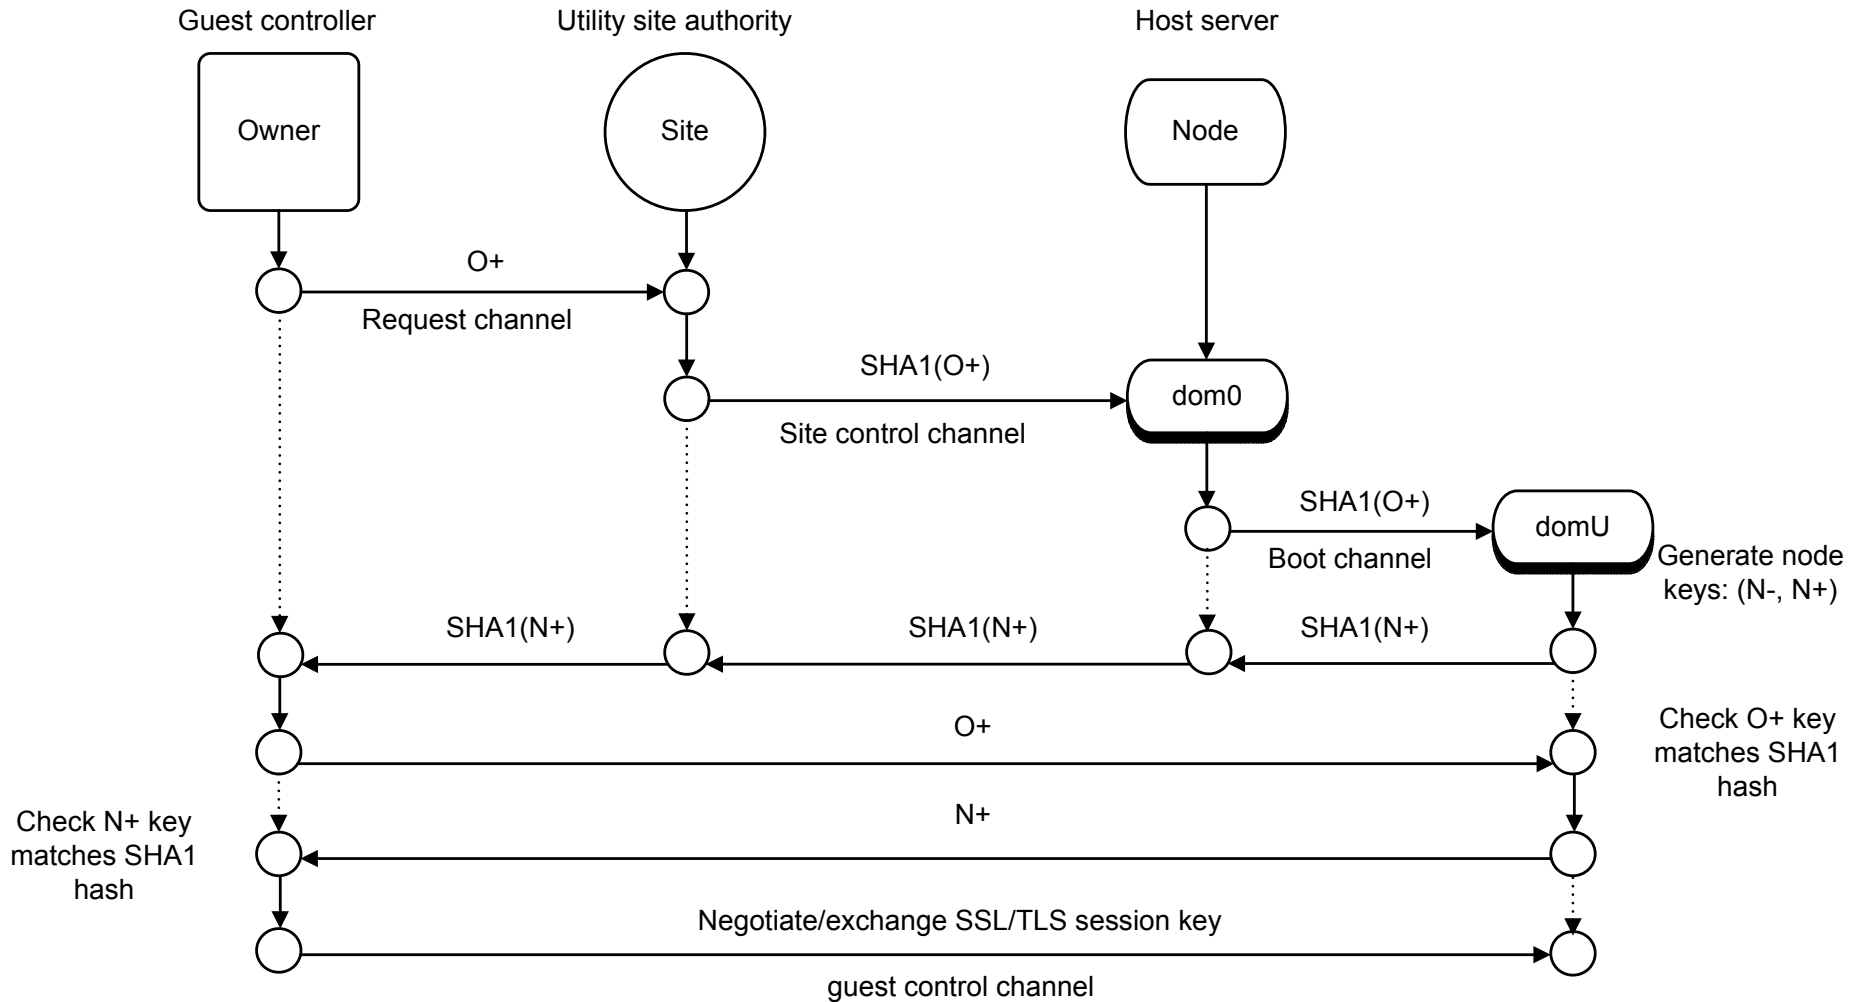 Guest controller
Utility site authority
Host server
Owner
Site
Node
O+
Request channel
SHA1(O+)
dom0
Site control channel
SHA1(O+)
domU
Boot channel
Generate node
keys: (N-, N+)
SHA1(N+)
SHA1(N+)
SHA1(N+)
O+
Check O+ key
matches SHA1
hash
N+
Check N+ key
matches SHA1
hash
Negotiate/exchange SSL/TLS session key
guest control channel